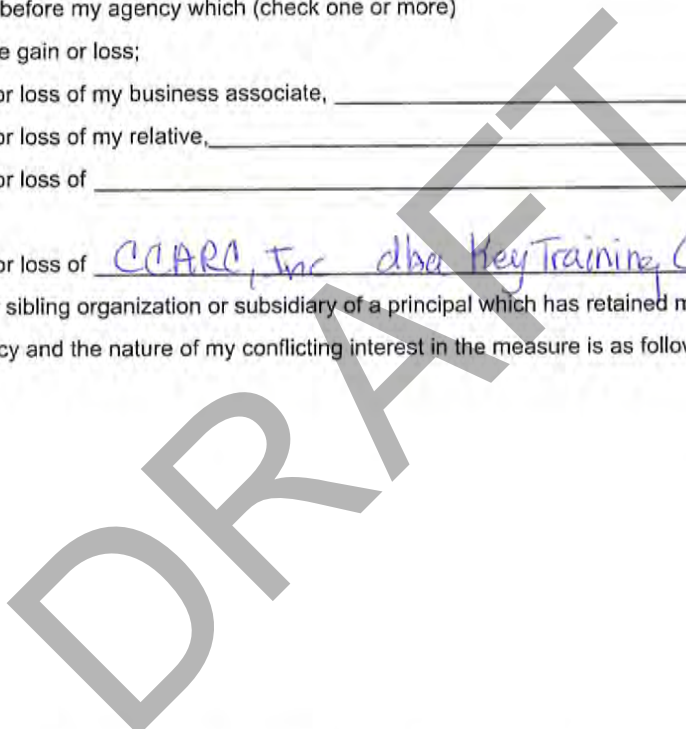 before my agency which (check one or more)
e gain or loss;
or loss of my business associate,
or loss of my relative,
or loss of
or loss of CCARC, Inc dba Key Training C
sibling organization or subsidiary of a principal which has retained m
cy and the nature of my conflicting interest in the measure is as follow
DRAFT